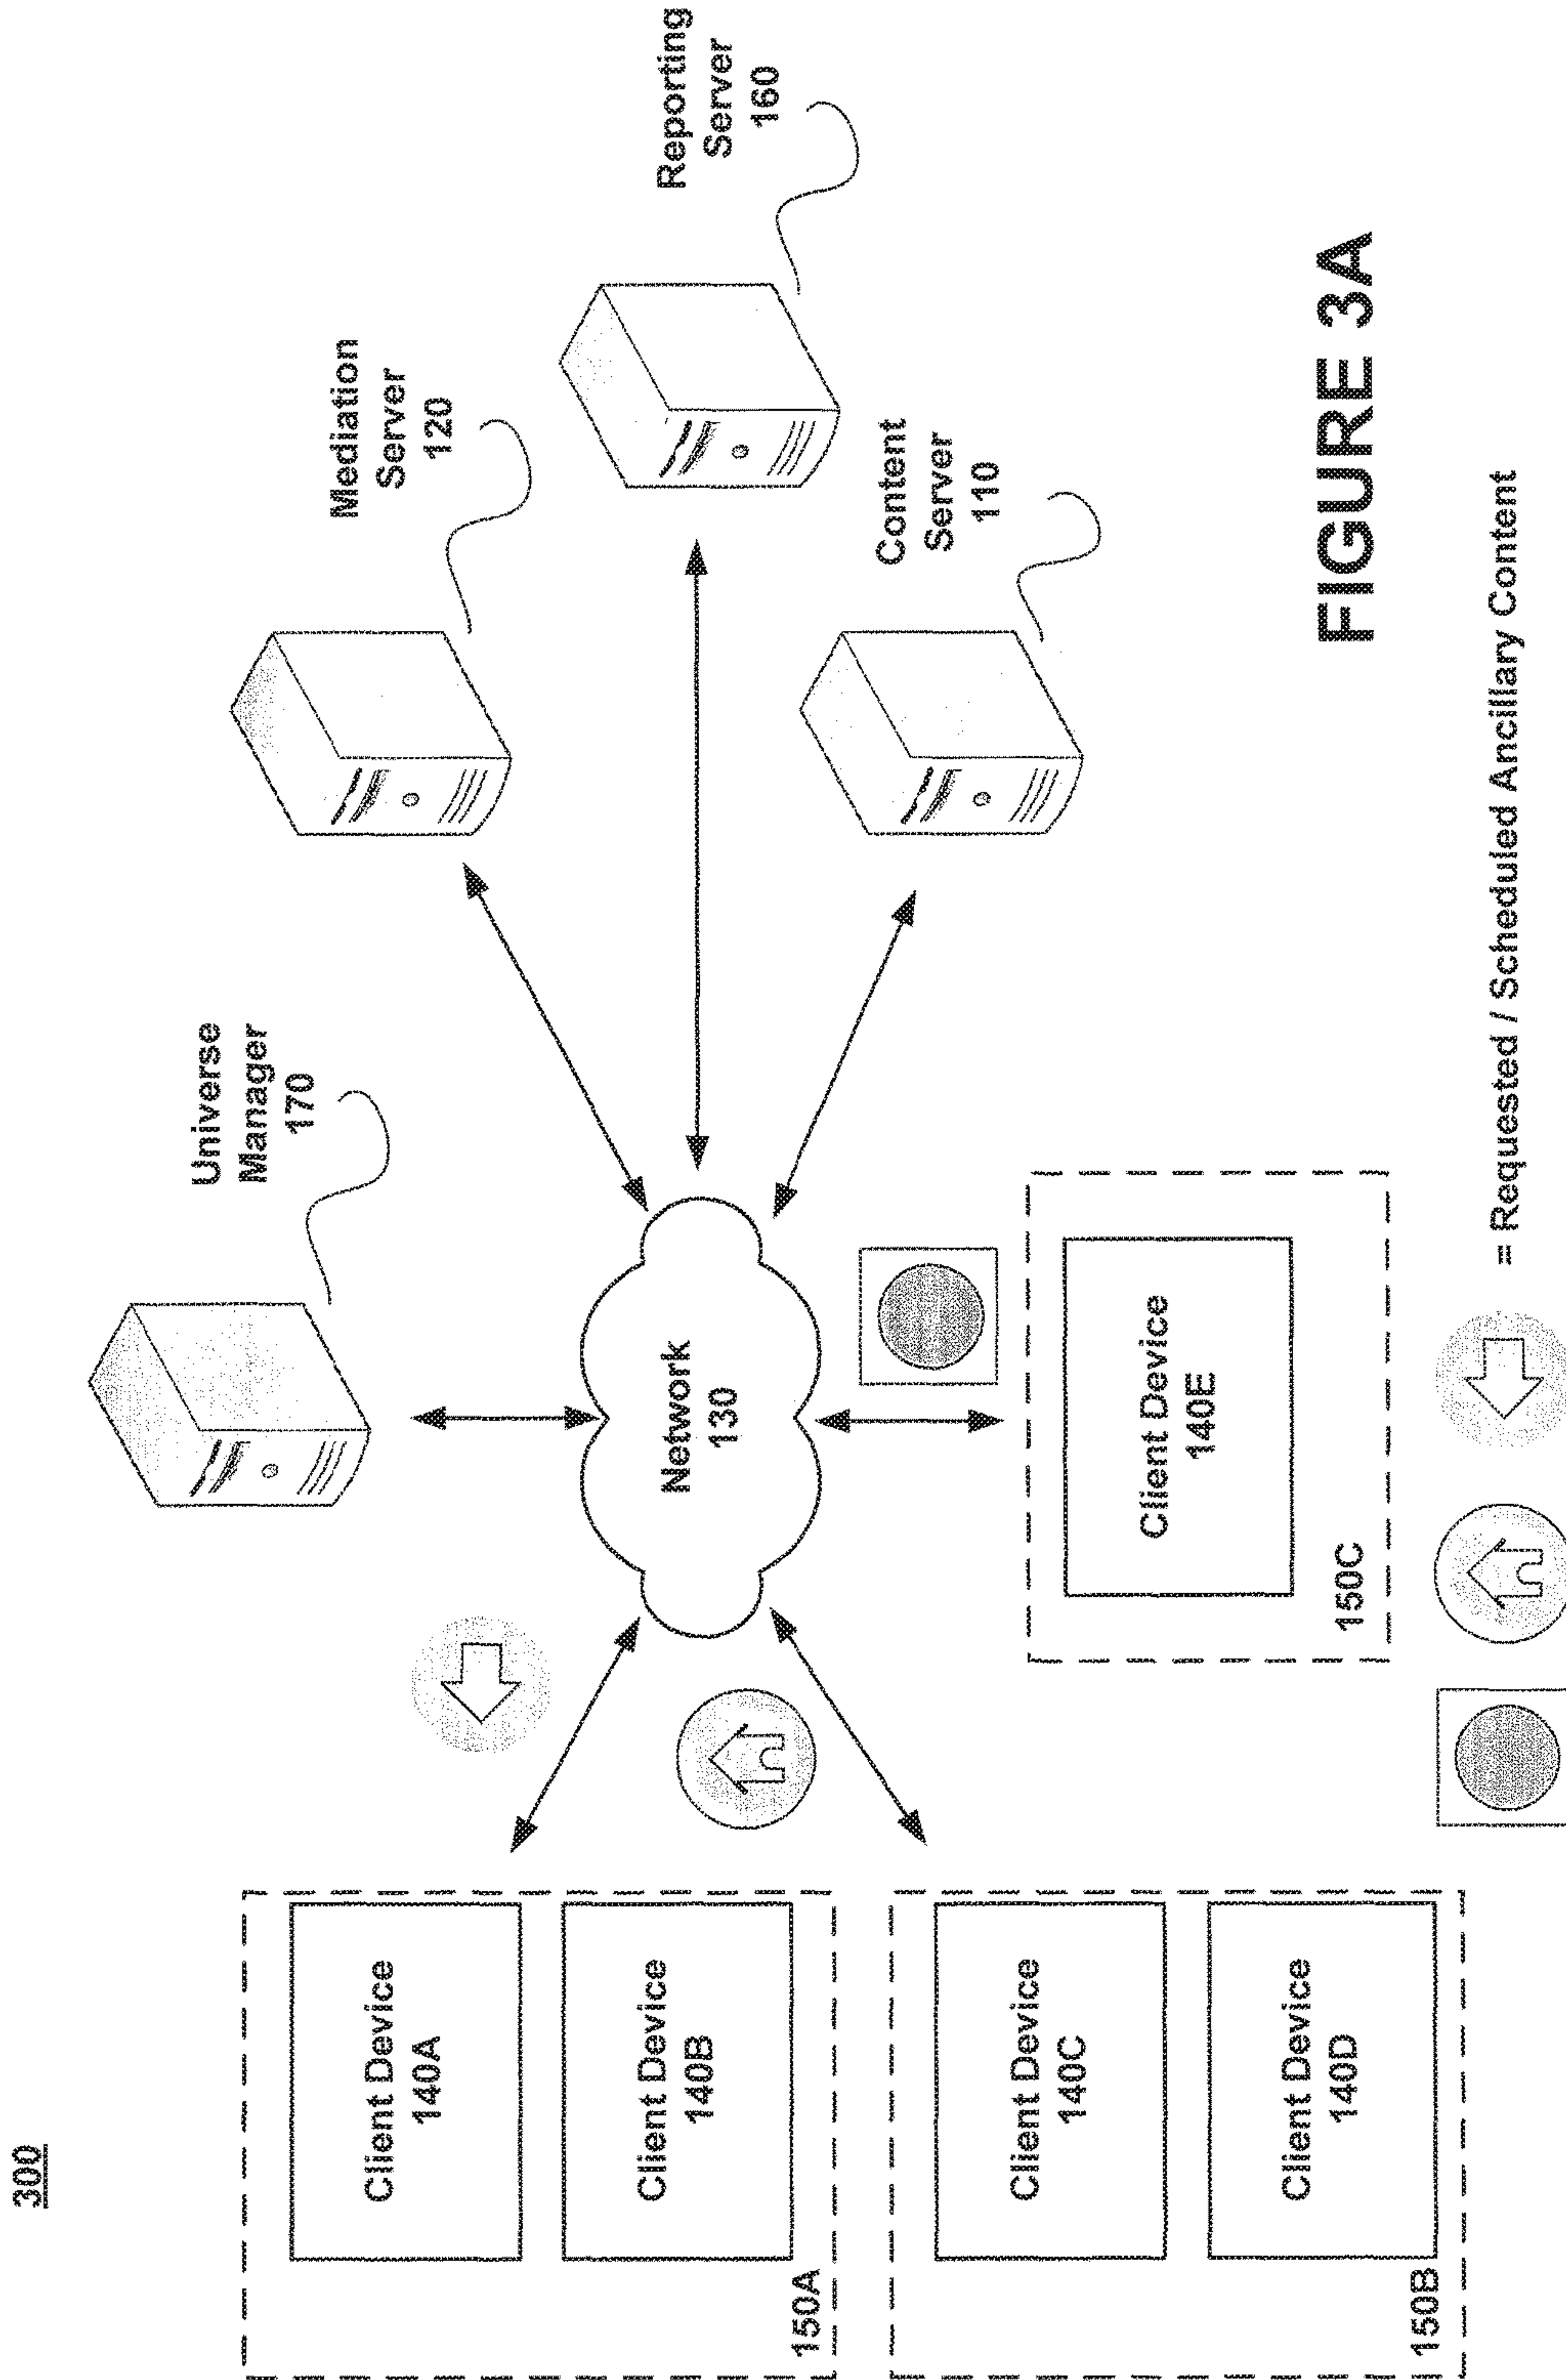 300
Universe
Manager
170
Mediation
Server
120
Reporting
Server
160
Content
Server
110
Network
130
Client Device
140A
Client Device
140B
150A
Client Device
140C
Client Device
140D
150B
Client Device
140E
150C
= Requested / Scheduled Ancillary Content
FIGURE 3A